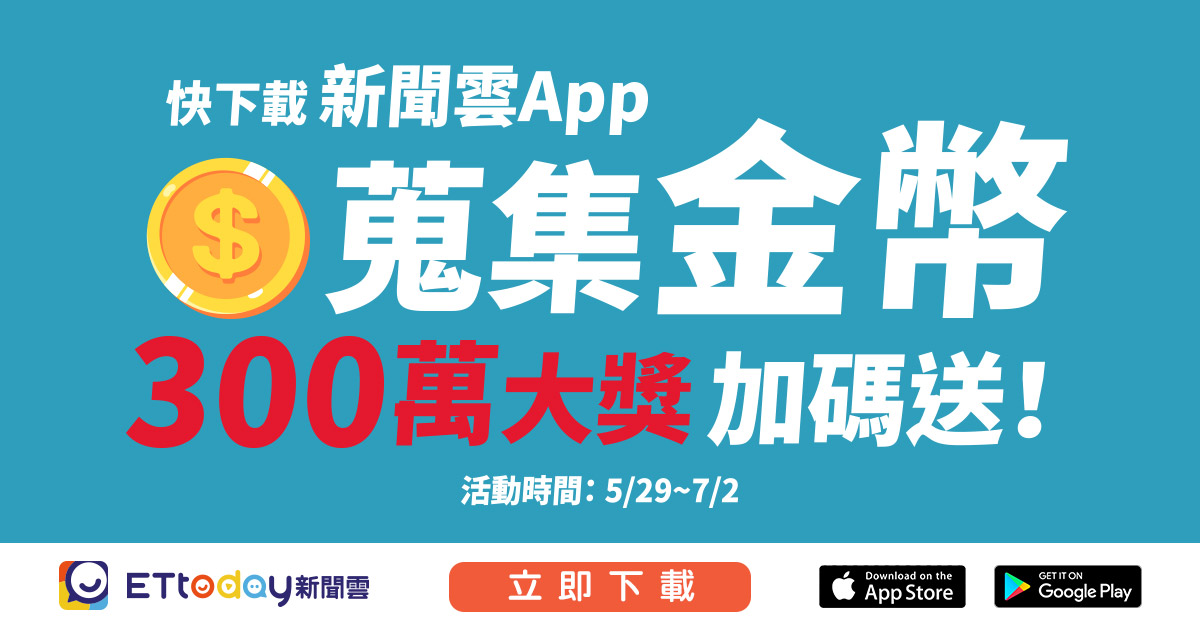 快下載 新聞雲App
$ 蒐集金幣
300萬大獎 加碼送!
活動時間: 5/29~7/2
ETtoday新聞雲
立即下載
Download on the
App Store
GET IT ON
Google Play